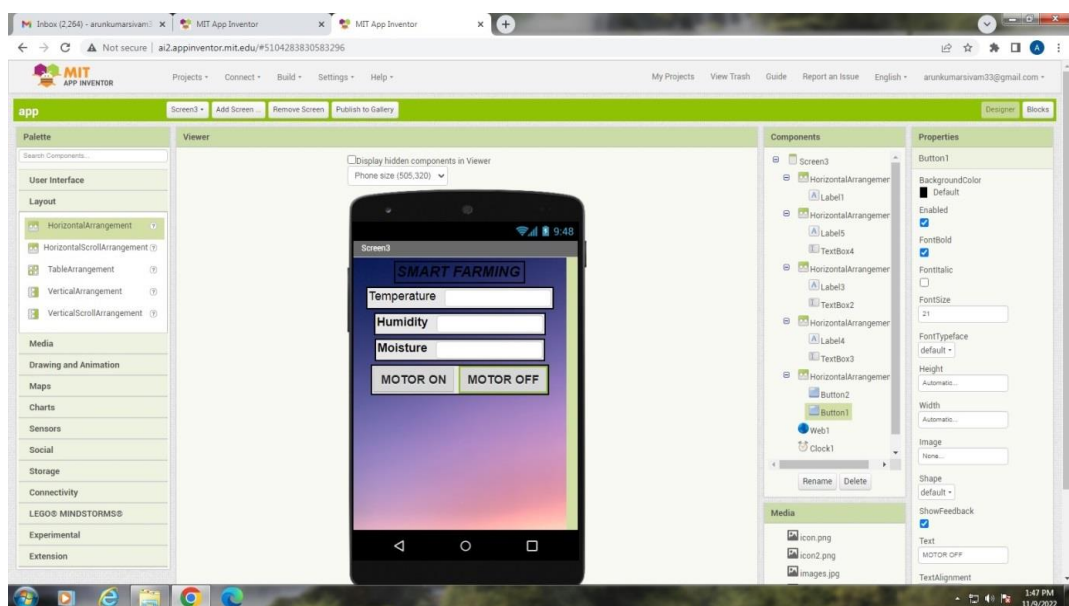 Inbox (2,264) - arunkumarsivam3
MIT App Inventor
MIT App Inventor
Not secure | ai2.appinventor.mit.edu/#5104283830583296
A
MIT
APP INVENTOR
Projects Connect Build Settings Help
My Projects View Trash Guide Report an Issue English arunkumarsivam33@gmail.com
app
Screen3 Add Screen ... Remove Screen Publish to Gallery
Designer Blocks
Palette
Search Components...
User Interface
Layout
HorizontalArrangement
HorizontalScrollArrangement
TableArrangement
VerticalArrangement
VerticalScrollArrangement
Media
Drawing and Animation
Maps
Charts
Sensors
Social
Storage
Connectivity
LEGO® MINDSTORMS®
Experimental
Extension
Viewer
Display hidden components in Viewer
Phone size (505,320)
9:48
Screen3
SMART FARMING
Temperature
Humidity
Moisture
MOTOR ON MOTOR OFF
Components
Screen3
HorizontalArrangemer
Label1
HorizontalArrangemer
Label5
TextBox4
HorizontalArrangemer
Label3
TextBox2
HorizontalArrangemer
Label4
TextBox3
HorizontalArrangemer
Button2
Button1
Web1
Clock1
Rename Delete
Media
icon.png
icon2.png
images.jpg
Properties
Button1
BackgroundColor
Default
Enabled
FontBold
FontItalic
FontSize
21
FontTypeface
default
Height
Automatic...
Width
Automatic...
Image
None...
Shape
default
ShowFeedback
Text
MOTOR OFF
TextAlignment
1:47 PM
11/9/2022